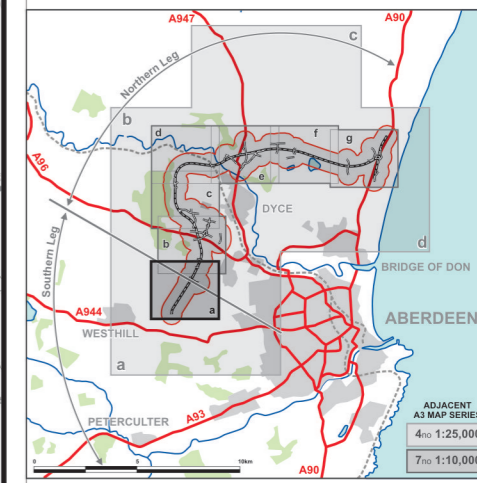 A947
A90
c
Northern Leg
b
d
f
g
A96
e
c
DYCE
b
d
Southern Leg
BRIDGE OF DON
a
A944
ABERDEEN
WESTHILL
a
PETERCULTER
A93
ADJACENT
A3 MAP SERIES
4no 1:25,000
7no 1:10,000
0
5
10km
A90